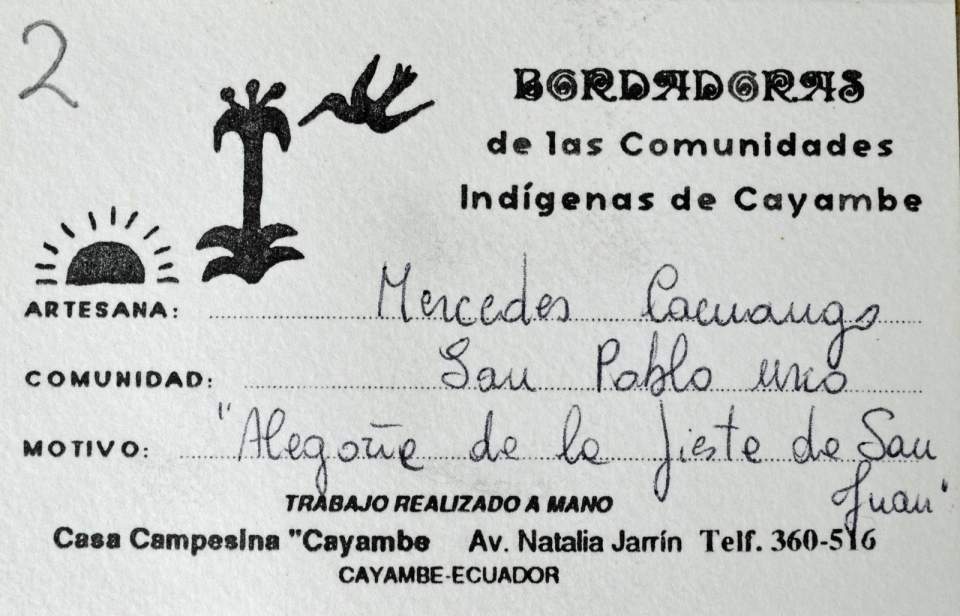 2
BORDADORAS
de las Comunidades
Indígenas de Cayambe
ARTESANA: Mercedes Cacuango
COMUNIDAD: San Pablo urco
MOTIVO: "Alegoría de la fiesta de San
Juan"
TRABAJO REALIZADO A MANO
Casa Campesina "Cayambe Av. Natalia Jarrín Telf. 360-516
CAYAMBE-ECUADOR